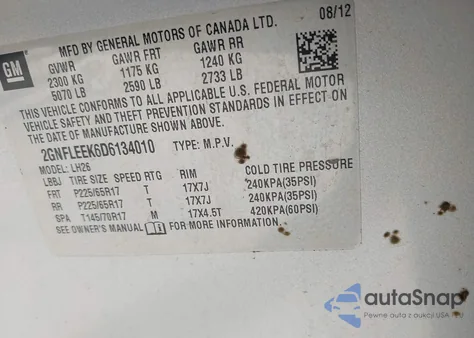 GM
MFD BY GENERAL MOTORS OF CANADA LTD.
08/12
GVWR GAWR FRT GAWR RR
2300 KG 1175 KG 1240 KG
5070 LB 2590 LB 2733 LB
THIS VEHICLE CONFORMS TO ALL APPLICABLE U.S. FEDERAL MOTOR
VEHICLE SAFETY AND THEFT PREVENTION STANDARDS IN EFFECT ON
THE DATE OF MANUFACTURE SHOWN ABOVE.
2GNFLEEK6D6134010 TYPE: M.P.V.
MODEL: LH26
LBBJ TIRE SIZE SPEED RTG RIM COLD TIRE PRESSURE
FRT P225/65R17 T 17X7J 240KPA(35PSI)
RR P225/65R17 T 17X7J 240KPA(35PSI)
SPA T145/70R17 M 17X4.5T 420KPA(60PSI)
SEE OWNER'S MANUAL FOR MORE INFORMATION.
autoSnap
Pewne auta z aukcji USA